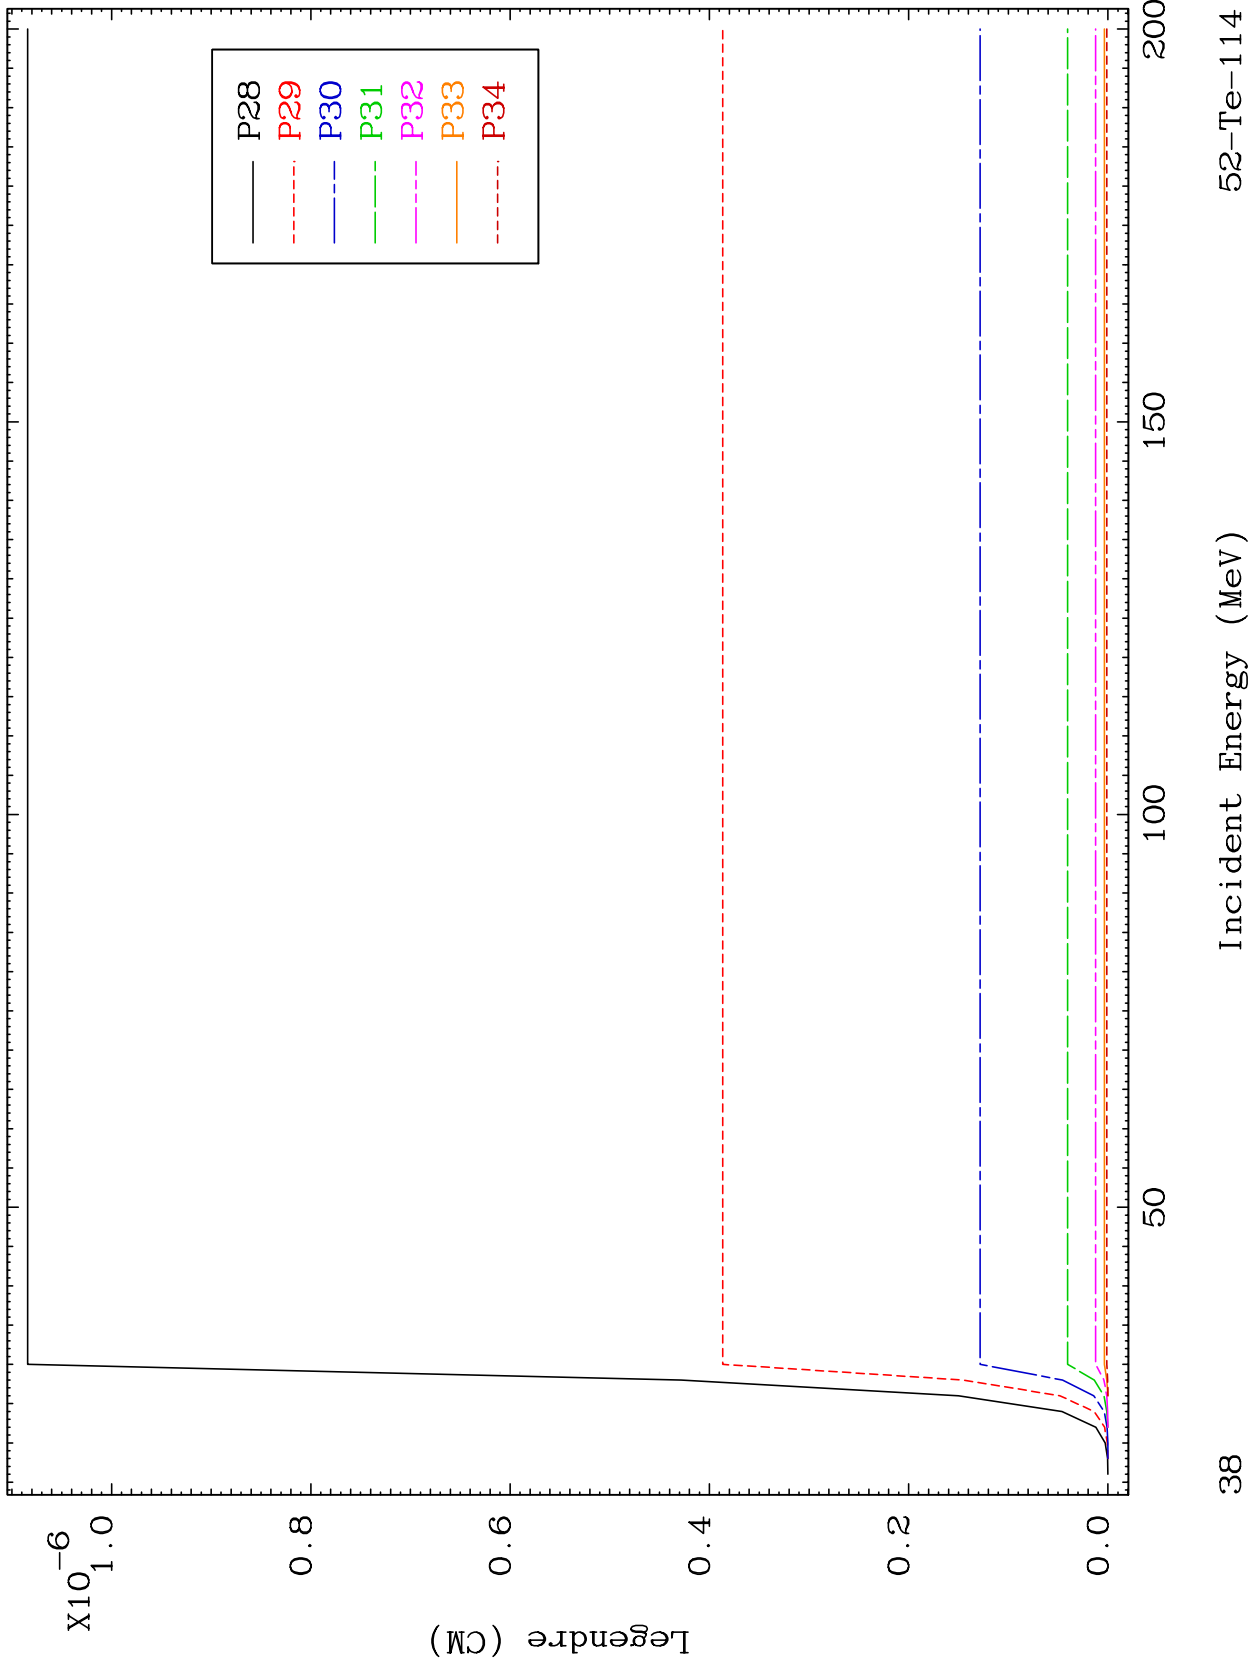 X10-6
1.0
0.8
0.6
0.4
0.2
0.0
Legendre (CM)
P28
P29
P30
P31
P32
P33
P34
50
100
150
200
Incident Energy (MeV)
38
52-Te-114